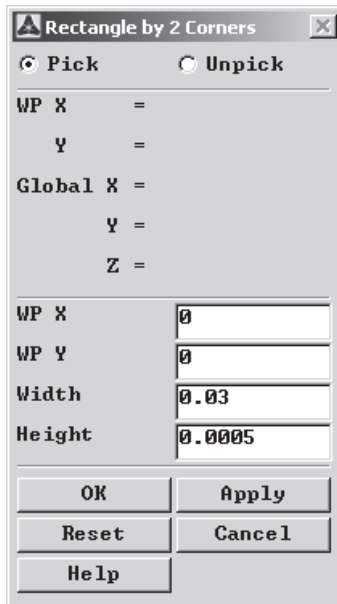 Rectangle by 2 Corners
Pick Unpick
WP X =
Y =
Global X =
Y =
Z =
WP X 0
WP Y 0
Width 0.03
Height 0.0005
OK Apply
Reset Cancel
Help